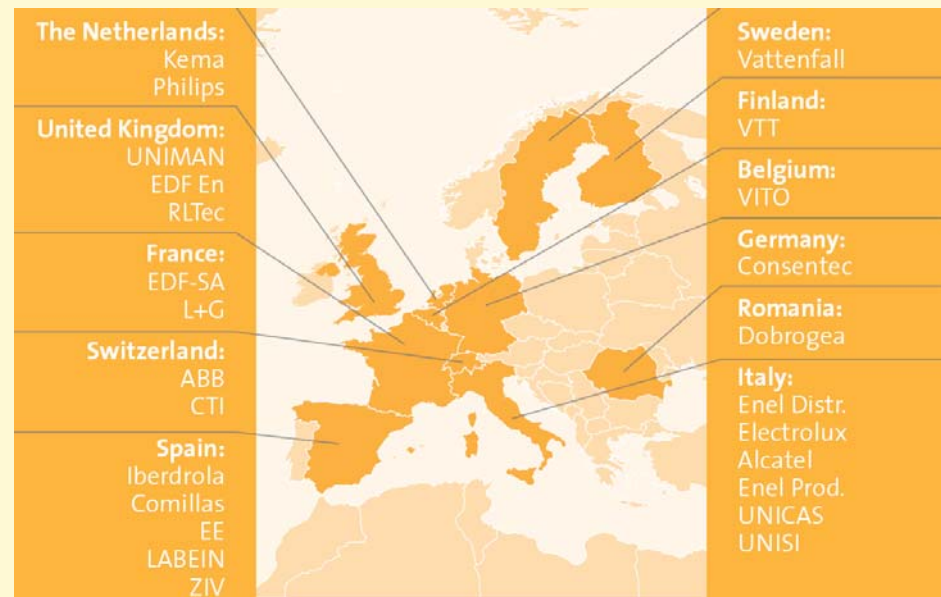 The Netherlands:
Kema
Philips
United Kingdom:
UNIMAN
EDF En
RLTec
France:
EDF-SA
L+G
Switzerland:
ABB
CTI
Spain:
Iberdrola
Comillas
EE
LABEIN
ZIV
Sweden:
Vattenfall
Finland:
VTT
Belgium:
VITO
Germany:
Consentec
Romania:
Dobrogea
Italy:
Enel Distr.
Electrolux
Alcatel
Enel Prod.
UNICAS
UNISI